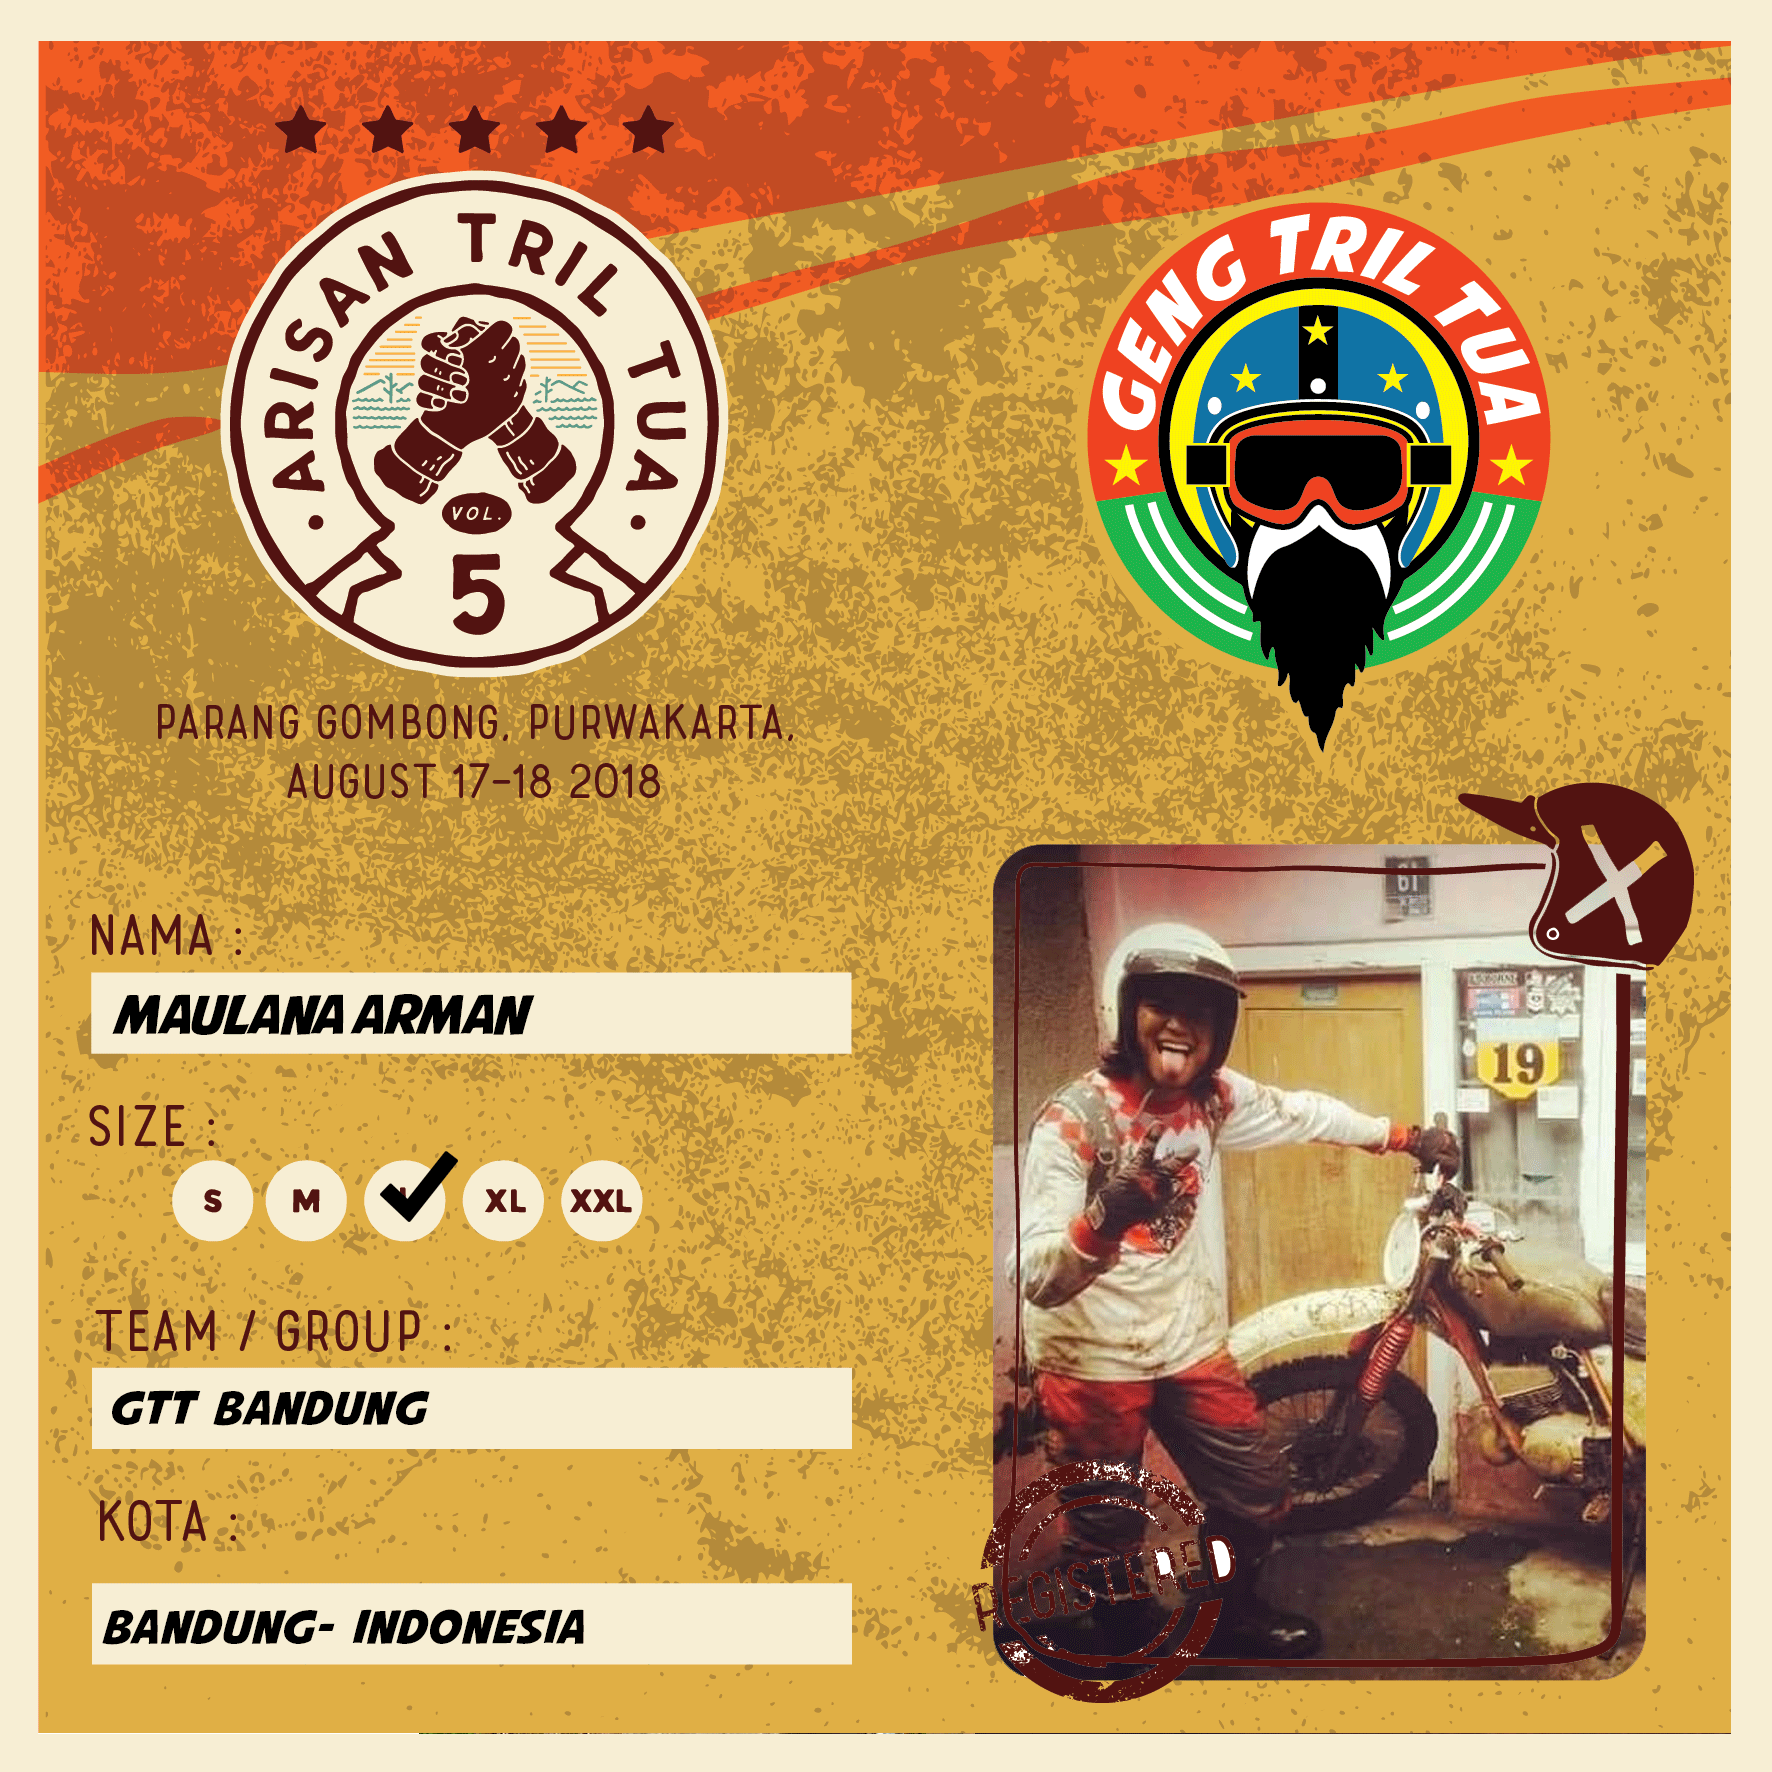 ARISAN TRIL TUA
VOL.
5
PARANG GOMBONG, PURWAKARTA,
AUGUST 17-18 2018
GENG TRIL TUA
NAMA :
MAULANA ARMAN
SIZE :
S M L XL XXL
TEAM / GROUP :
GTT BANDUNG
KOTA :
BANDUNG- INDONESIA
61
19
REGISTERED